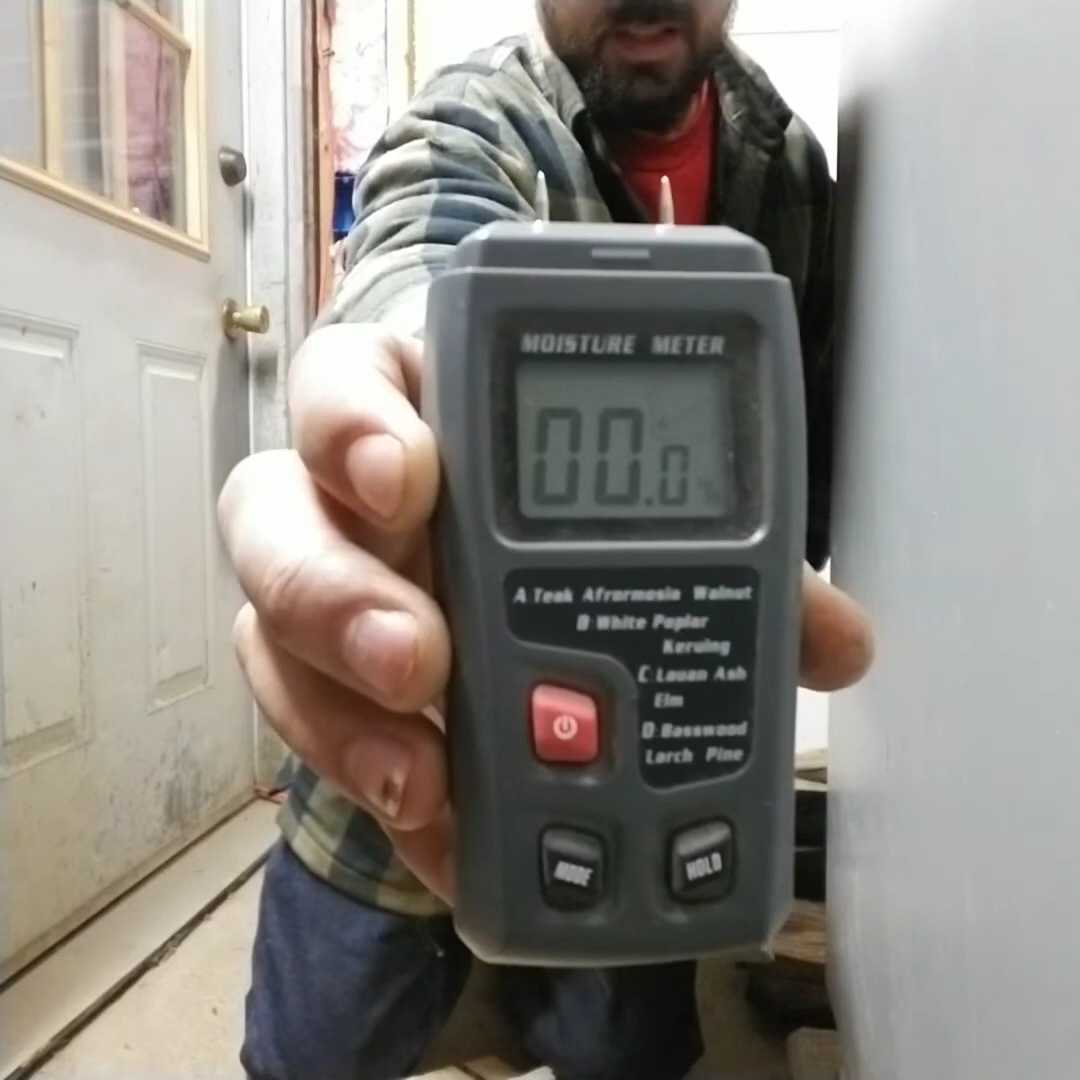 MOISTURE METER
00.0
A Teak Afrormosia Walnut
B White Poplar
Keruing
C Lauan Ash
Elm
D Basswood
Larch Pine
MODE
HOLD